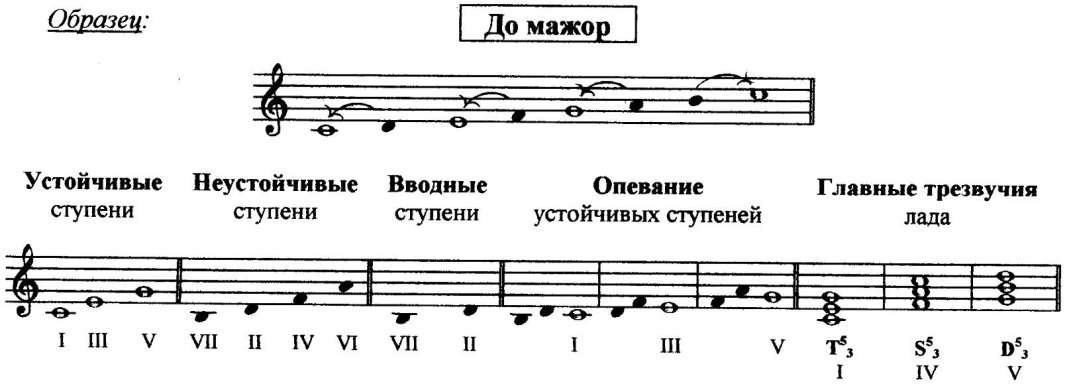 Образец:
До мажор
Устойчивые Неустойчивые Вводные Опевание Главные трезвучия
ступени ступени ступени устойчивых ступеней лада
I III V VII II IV VI VII II I III V T⁵₃ S⁵₃ D⁵₃
I IV V